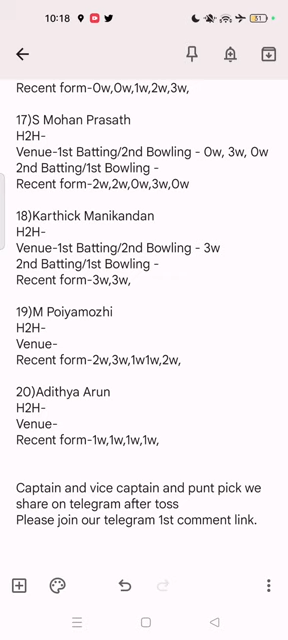 10:18
31
Recent form-0w,0w,1w,2w,3w,
17)S Mohan Prasath
H2H-
Venue-1st Batting/2nd Bowling - 0w, 3w, 0w
2nd Batting/1st Bowling -
Recent form-2w,2w,0w,3w,0w
18)Karthick Manikandan
H2H-
Venue-1st Batting/2nd Bowling - 3w
2nd Batting/1st Bowling -
Recent form-3w,3w,
19)M Poiyamozhi
H2H-
Venue-
Recent form-2w,3w,1w1w,2w,
20)Adithya Arun
H2H-
Venue-
Recent form-1w,1w,1w,1w,
Captain and vice captain and punt pick we
share on telegram after toss
Please join our telegram 1st comment link.